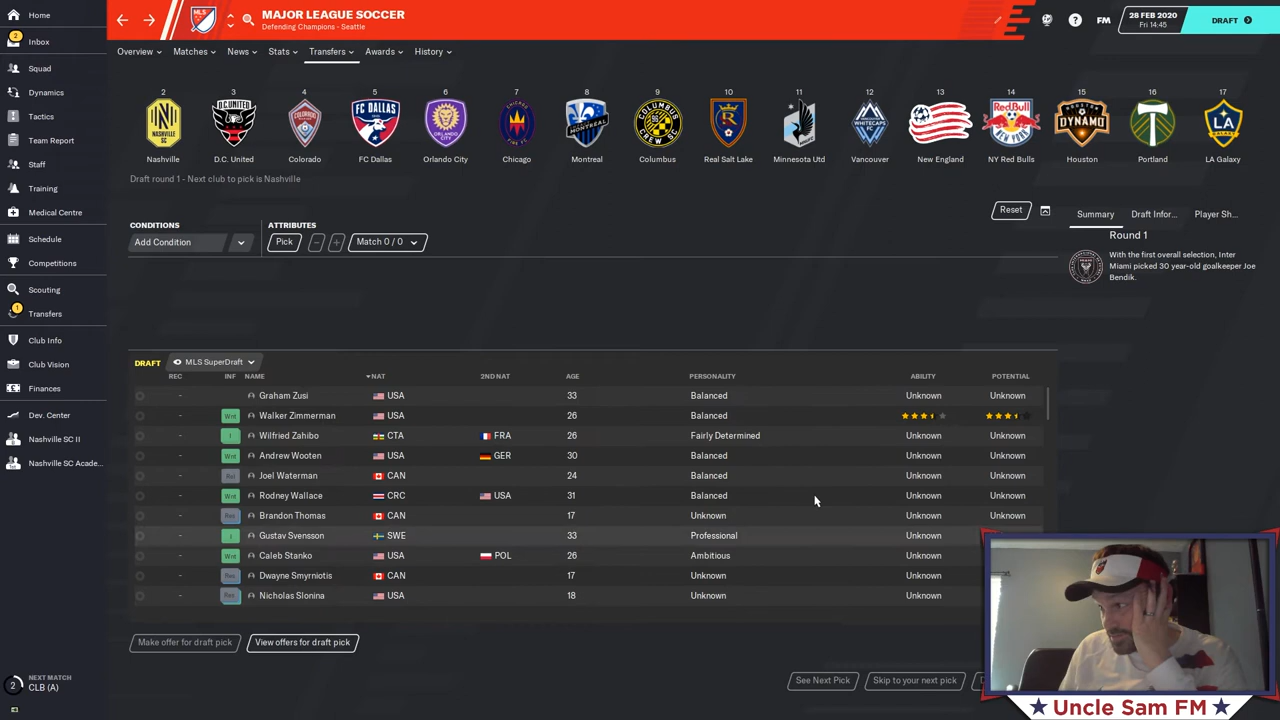 Home
2
Inbox
Squad
Dynamics
Tactics
Team Report
Staff
Training
Medical Centre
Schedule
Competitions
Scouting
1
Transfers
Club Info
Club Vision
Finances
Dev. Center
Nashville SC II
Nashville SC Acade...
2
NEXT MATCH
CLB (A)
MAJOR LEAGUE SOCCER
Defending Champions - Seattle
FM
28 FEB 2020
Fri 14:45
DRAFT
Overview Matches News Stats Transfers Awards History
2 3 4 5 6 7 8 9 10 11 12 13 14 15 16 17
Nashville D.C. United Colorado FC Dallas Orlando City Chicago Montreal Columbus Real Salt Lake Minnesota Utd Vancouver New England NY Red Bulls Houston Portland LA Galaxy
Draft round 1 - Next club to pick is Nashville
CONDITIONS ATTRIBUTES
Add Condition Pick - + Match 0 / 0
Reset
Summary Draft Infor... Player Sh...
Round 1
With the first overall selection, Inter
Miami picked 30 year-old goalkeeper Joe
Bendik.
DRAFT MLS SuperDraft
REC INF NAME NAT 2ND NAT AGE PERSONALITY ABILITY POTENTIAL
- Graham Zusi USA 33 Balanced Unknown Unknown
- Wnt Walker Zimmerman USA 26 Balanced
- I Wilfried Zahibo CTA FRA 26 Fairly Determined Unknown Unknown
- Wnt Andrew Wooten USA GER 30 Balanced Unknown Unknown
- Rei Joel Waterman CAN 24 Balanced Unknown Unknown
- Wnt Rodney Wallace CRC USA 31 Balanced Unknown Unknown
- Res Brandon Thomas CAN 17 Unknown Unknown Unknown
- I Gustav Svensson SWE 33 Professional Unknown
- Wnt Caleb Stanko USA POL 26 Ambitious Unknown
- Res Dwayne Smyrniotis CAN 17 Unknown Unknown
- Res Nicholas Slonina USA 18 Unknown Unknown
Make offer for draft pick View offers for draft pick
See Next Pick Skip to your next pick
Uncle Sam FM